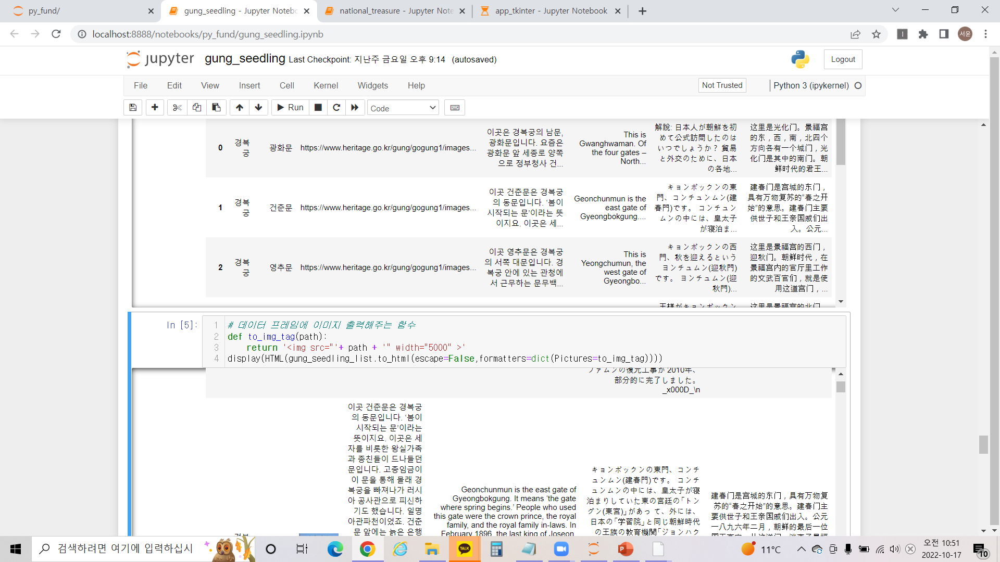 py_fund/
gung_seedling - Jupyter Notebo
national_treasure - Jupyter Note
app_tkinter - Jupyter Notebook
localhost:8888/notebooks/py_fund/gung_seedling.ipynb
서윤
jupyter
gung_seedling Last Checkpoint: 지난주 금요일 오후 9:14 (autosaved)
Logout
File Edit View Insert Cell Kernel Widgets Help
Not Trusted
Python 3 (ipykernel)
Run
Code
0
경복
궁
광화문
https://www.heritage.go.kr/gung/gogung1/images...
이곳은 경복궁의 남문,
광화문입니다. 요즘은
광화문 앞 세종로 양쪽
으로 정부청사 건...
This is
Gwanghwaman. Of
the four gates –
North...
解說: 日本人が朝鮮を初
めて公式訪問したのは
いつでしょうか？ 貿易
と外交のために、日本
の各地...
这里是光化门。景福宫
的东，西，南，北四个
方向各有一个城门，光
化门是其中的南门。朝
鲜时代的君王...
1
경복
궁
건춘문
https://www.heritage.go.kr/gung/gogung1/images...
이곳 건춘문은 경복궁
의 동문입니다. ‘봄이
시작되는 문’이라는 뜻
이지요. 이곳은 세...
Geonchunmun is the
east gate of
Gyeongbokgung....
キョンボックンの東
門、コンチュンムン(建
春門)です。 コンチュン
ムンの中には、皇太子
が寝泊ま...
建春门是宫城的东门，
具有万物复苏的“春之开
始”的意思。建春门主要
供世子和王亲国戚们出
入。公元...
2
경복
궁
영추문
https://www.heritage.go.kr/gung/gogung1/images...
이곳 영추문은 경복궁
의 서쪽 대문입니다. 경
복궁 안에 있는 관청에
서 근무하는 문무백...
This is
Yeongchumun, the
west gate of
Gyeongbo...
キョンボックンの西
門、秋を迎えるという
ヨンチュムン(迎秋門)
です。 ヨンチュムン(迎
秋門)...
这里是景福宫的西门，
迎秋门。朝鲜时代，在
景福宫内的官厅里工作
的文武百官们，就是使
用这道宫门，...
王様がキョンボックン
这里是景福宫的北门
In [5]:
1 # 데이터 프레임에 이미지 출력해주는 함수
2 def to_img_tag(path):
3 return '<img src="'+ path + '" width="5000" >'
4 display(HTML(gung_seedling_list.to_html(escape=False,formatters=dict(Pictures=to_img_tag))))
ファムンの復元工事が 2010年、
部分的に完了しました。
_x000D_\n
이곳 건춘문은 경복궁
의 동문입니다. ‘봄이
시작되는 문’이라는
뜻이지요. 이곳은 세
자를 비롯한 왕실가족
과 종친들이 드나들던
문입니다. 고종임금이
이 문을 통해 몰래 경
복궁을 빠져나가 러시
아 공사관으로 피신하
기도 했습니다. 일명
아관파천이었죠. 건춘
문 앞에는 늙은 은행
Geonchunmun is the east gate of
Gyeongbokgung. It means ‘the gate
where spring begins.’ People who used
this gate were the crown prince, the royal
family, and the royal family in-laws. In
February 1896, the last king of Joseon,
キョンボックンの東門、コンチ
ュンムン(建春門)です。 コンチ
ュンムンの中には、皇太子が寝
泊まりしていた東の宮廷の「トン
グン(東宮)」があっ て、外には、
日本の「学習院」と同じ朝鮮時代
の王族の教育機関「ジョンハク
建春门是宫城的东门，具有万物复
苏的“春之开始”的意思。建春门主
要供世子和王亲国戚们出入。公元
一八九六年二月，朝鲜的最后一位
검색하려면 여기에 입력하십시
TALK
11°C
오전 10:51
2022-10-17
10